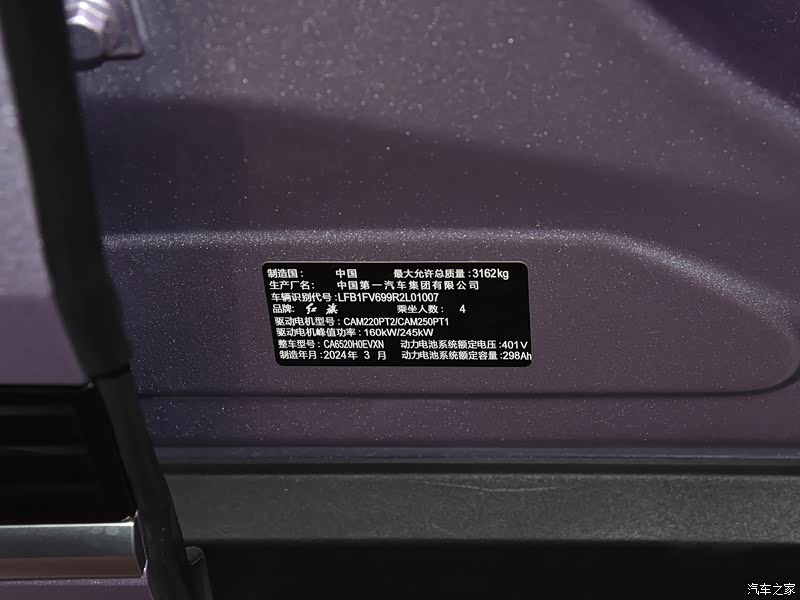 制造国： 中国 最大允许总质量：3162kg
生产厂名： 中国第一汽车集团有限公司
车辆识别代号：LFB1FV699R2L01007
品牌：红旗 乘坐人数： 4
驱动电机型号：CAM220PT2/CAM250PT1
驱动电机峰值功率：160kW/245kW
整车型号：CA6520H0EVXN 动力电池系统额定电压：401V
制造年月：2024年 3 月 动力电池系统额定容量：298Ah
汽车之家